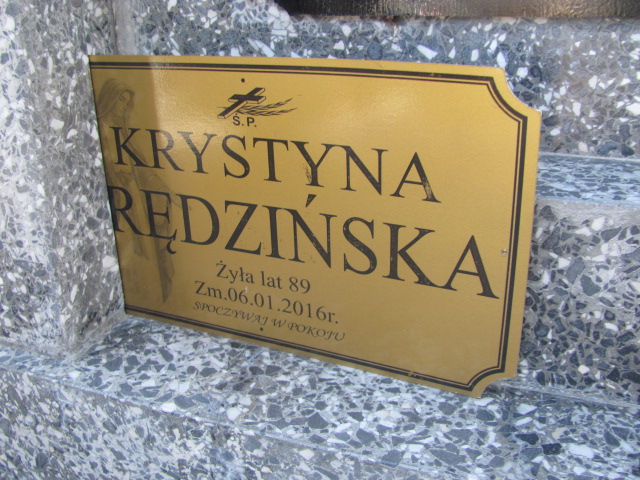 Ś.P.
KRYSTYNA
RĘDZIŃSKA
Żyła lat 89
Zm.06.01.2016r.
SPOCZYWAJ W POKOJU